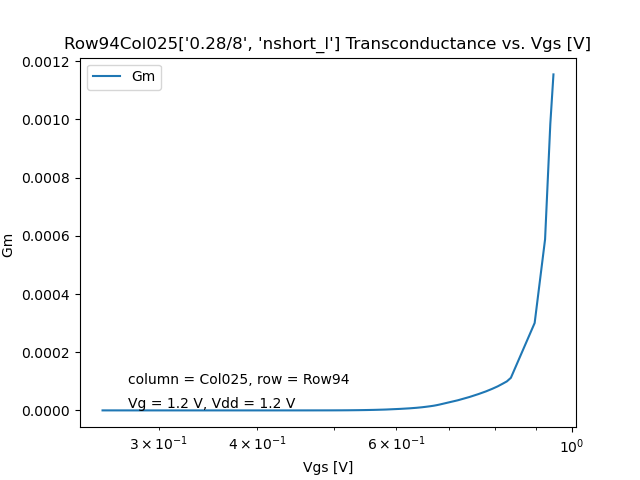 Row94Col025['0.28/8', 'nshort_l'] Transconductance vs. Vgs [V]
Gm
0.0012
0.0010
0.0008
0.0006
0.0004
0.0002
0.0000
Gm
column = Col025, row = Row94
Vg = 1.2 V, Vdd = 1.2 V
3 × 10⁻¹
4 × 10⁻¹
6 × 10⁻¹
10⁰
Vgs [V]